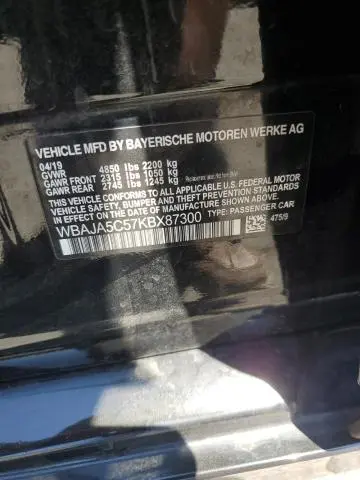 VEHICLE MFD BY BAYERISCHE MOTOREN WERKE AG
04/19
GVWR 4850 lbs 2200 kg
GAWR FRONT 2315 lbs 1050 kg
GAWR REAR 2745 lbs 1245 kg
THIS VEHICLE CONFORMS TO ALL APPLICABLE U.S. FEDERAL MOTOR
VEHICLE SAFETY, BUMPER, AND THEFT PREVENTION STANDARDS
IN EFFECT ON THE DATE OF MANUFACTURE SHOWN ABOVE.
WBAJA5C57KBX87300 TYPE: PASSENGER CAR
475/9